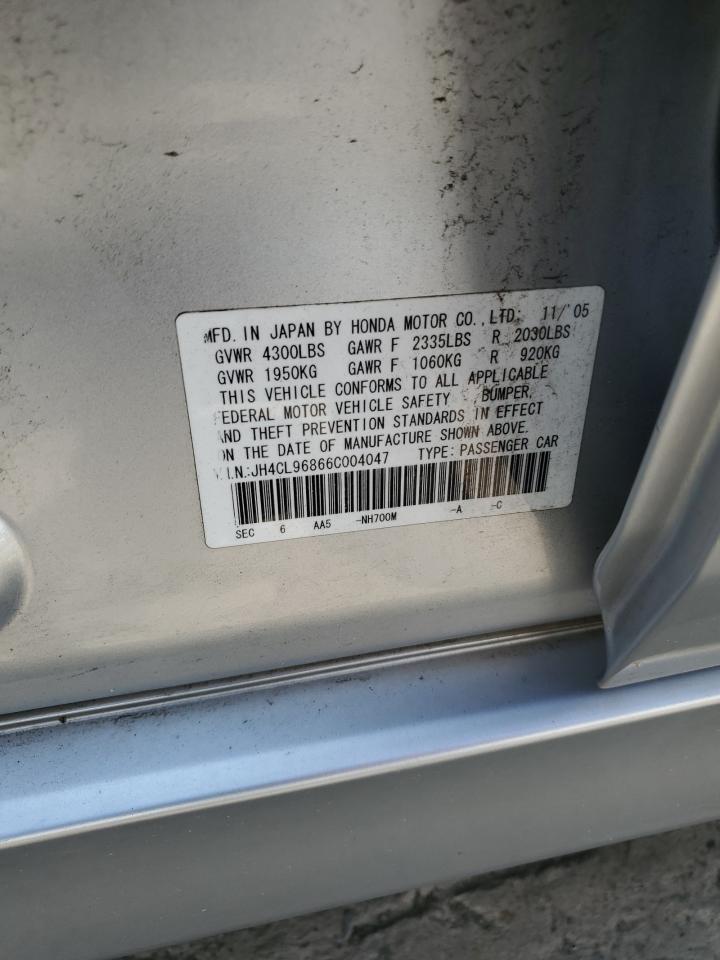 MFD. IN JAPAN BY HONDA MOTOR CO., LTD. 11/'05
GVWR 4300LBS GAWR F 2335LBS R 2030LBS
GVWR 1950KG GAWR F 1060KG R 920KG
THIS VEHICLE CONFORMS TO ALL APPLICABLE
FEDERAL MOTOR VEHICLE SAFETY BUMPER,
AND THEFT PREVENTION STANDARDS IN EFFECT
ON THE DATE OF MANUFACTURE SHOWN ABOVE.
V.I.N.:JH4CL96866C004047 TYPE: PASSENGER CAR
SEC 6 AA5 -NH700M -A -C